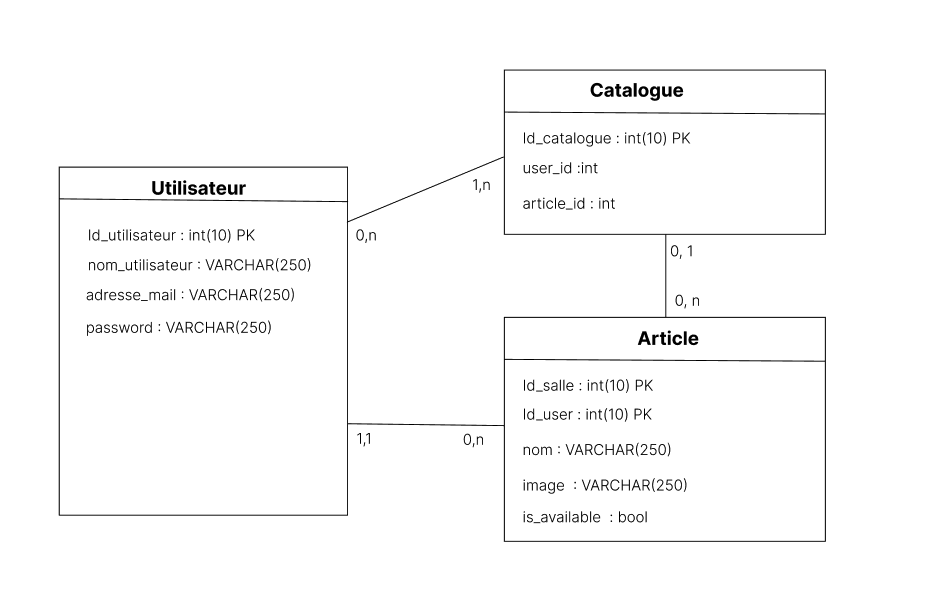 Catalogue
Id_catalogue : int(10) PK
user_id :int
article_id : int
Utilisateur
Id_utilisateur : int(10) PK
nom_utilisateur : VARCHAR(250)
adresse_mail : VARCHAR(250)
password : VARCHAR(250)
1,n
0,n
0, 1
0, n
Article
Id_salle : int(10) PK
Id_user : int(10) PK
nom : VARCHAR(250)
image : VARCHAR(250)
is_available : bool
1,1
0,n